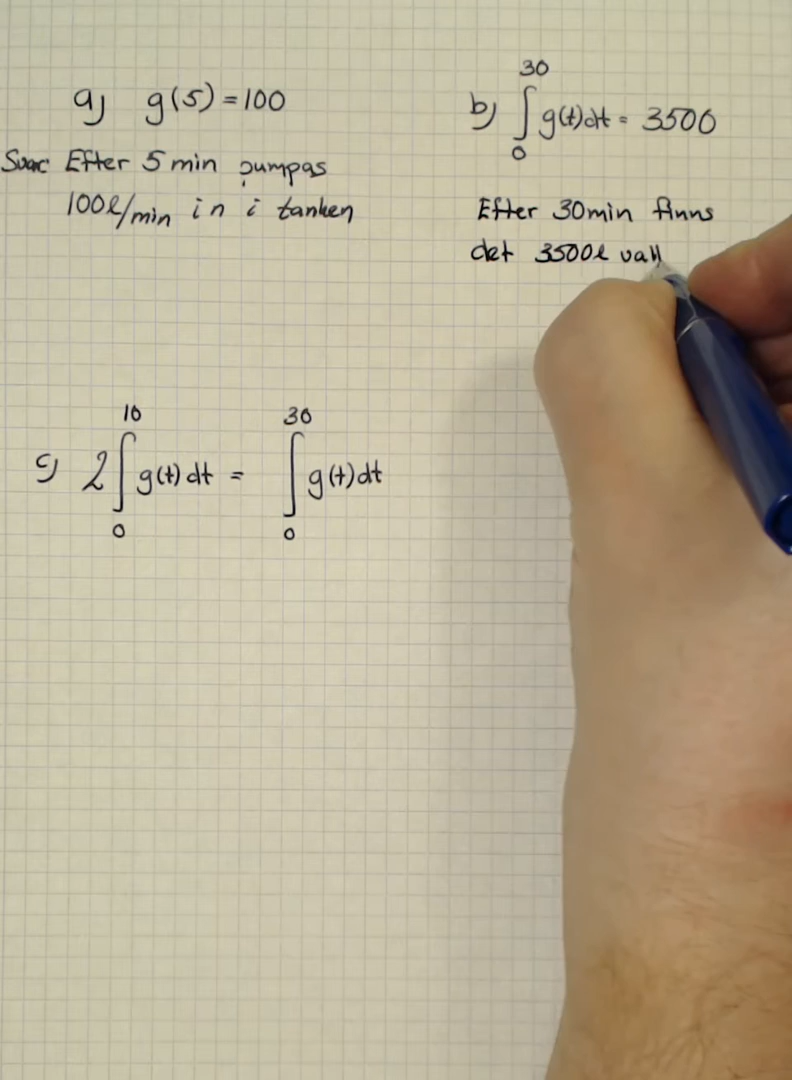 a) g(5) = 100
Svar: Efter 5 min pumpas
100l/min in i tanken
b) ∫₀³⁰ g(t)dt = 3500
Efter 30min finns
det 3500l vatt
c) 2∫₀¹⁰ g(t)dt = ∫₀³⁰ g(t)dt